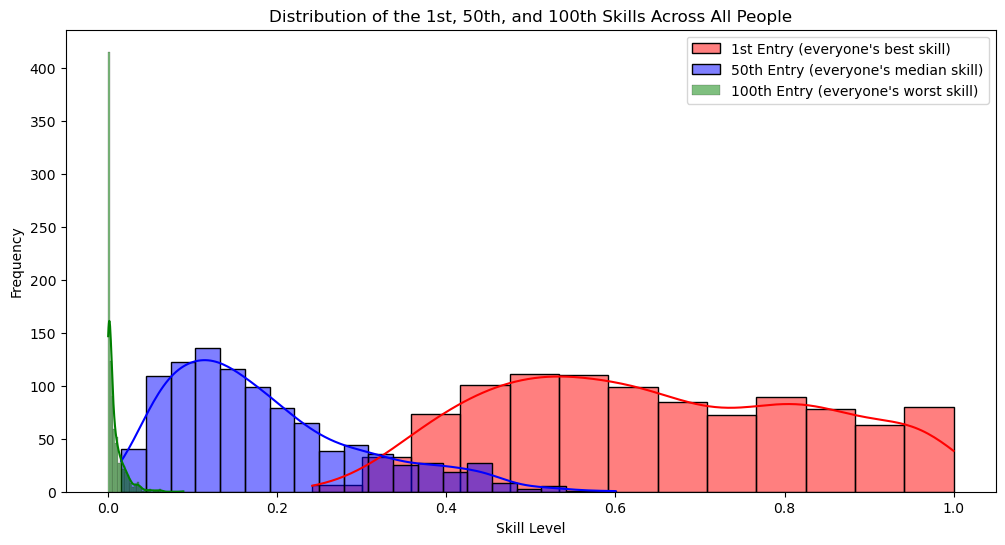 Distribution of the 1st, 50th, and 100th Skills Across All People
1st Entry (everyone's best skill)
50th Entry (everyone's median skill)
100th Entry (everyone's worst skill)
Frequency
400
350
300
250
200
150
100
50
0
0.0 0.2 0.4 0.6 0.8 1.0
Skill Level